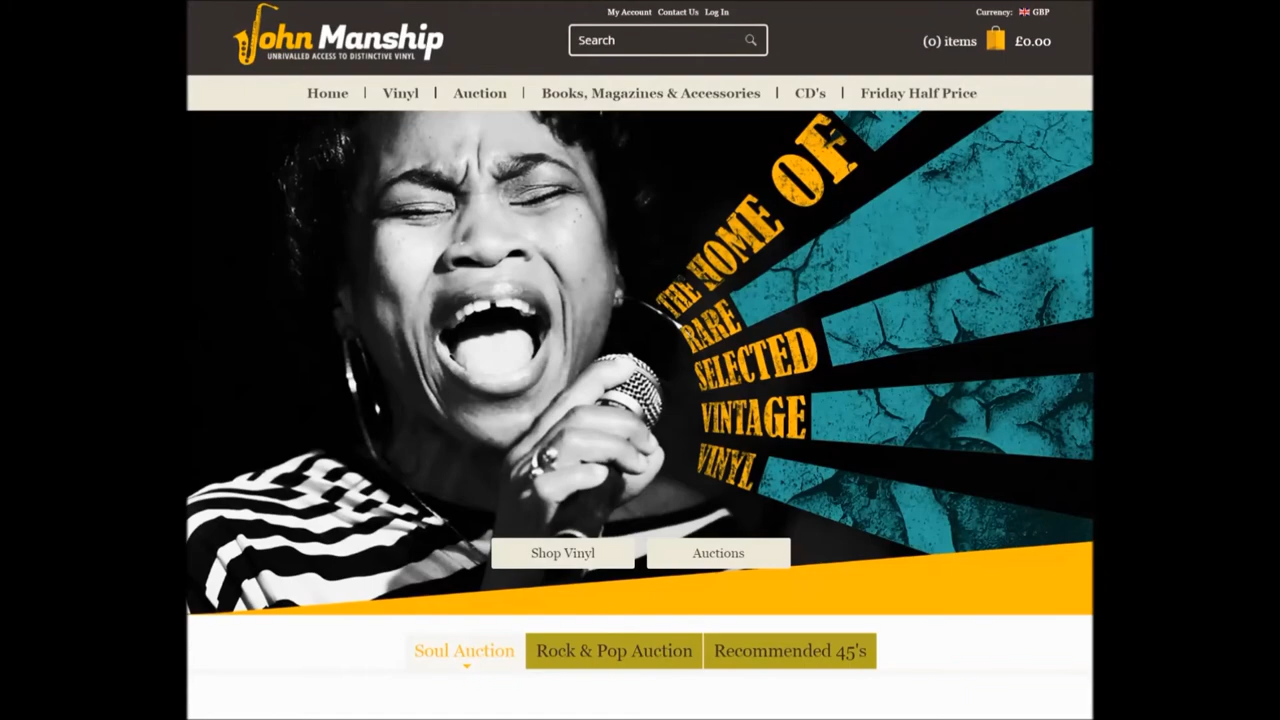 My Account Contact Us Log In
Currency: GBP
John Manship
UNRIVALLED ACCESS TO DISTINCTIVE VINYL
Search
(0) items £0.00
Home | Vinyl | Auction | Books, Magazines & Accessories | CD's | Friday Half Price
THE HOME OF
RARE
SELECTED
VINTAGE
VINYL
Shop Vinyl
Auctions
Soul Auction
Rock & Pop Auction
Recommended 45's